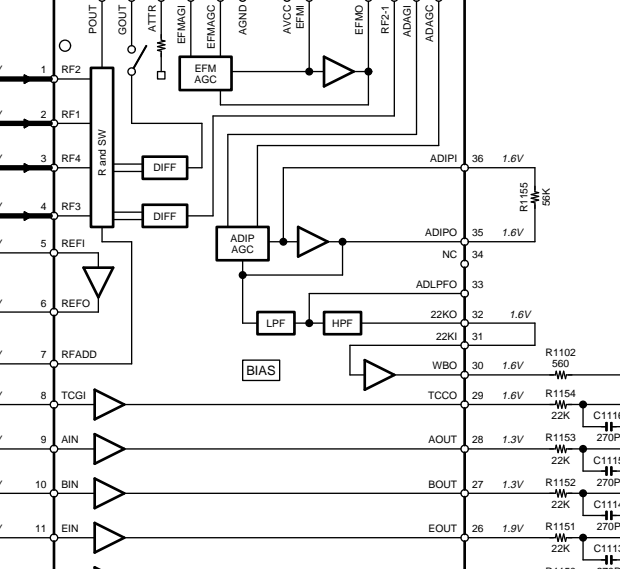 POUT GOUT ATTR EFMAGI EFMAGC AGND AVCC EFMI EFMO RF2-1 ADAGI ADAGC
1 RF2
EFM AGC
2 RF1
R and SW
3 RF4
DIFF
ADIPI 36 1.6V
R1155 56K
4 RF3
DIFF
ADIP AGC
ADIPO 35 1.6V
5 REFI
NC 34
ADLPFO 33
6 REFO
LPF
HPF
22KO 32 1.6V
22KI 31
7 RFADD
BIAS
WBO 30 1.6V
R1102
560
8 TCGI
TCCO 29 1.6V
R1154
22K
C1116
270P
9 AIN
AOUT 28 1.3V
R1153
22K
C1115
270P
10 BIN
BOUT 27 1.3V
R1152
22K
C1114
270P
11 EIN
EOUT 26 1.9V
R1151
22K
C1113